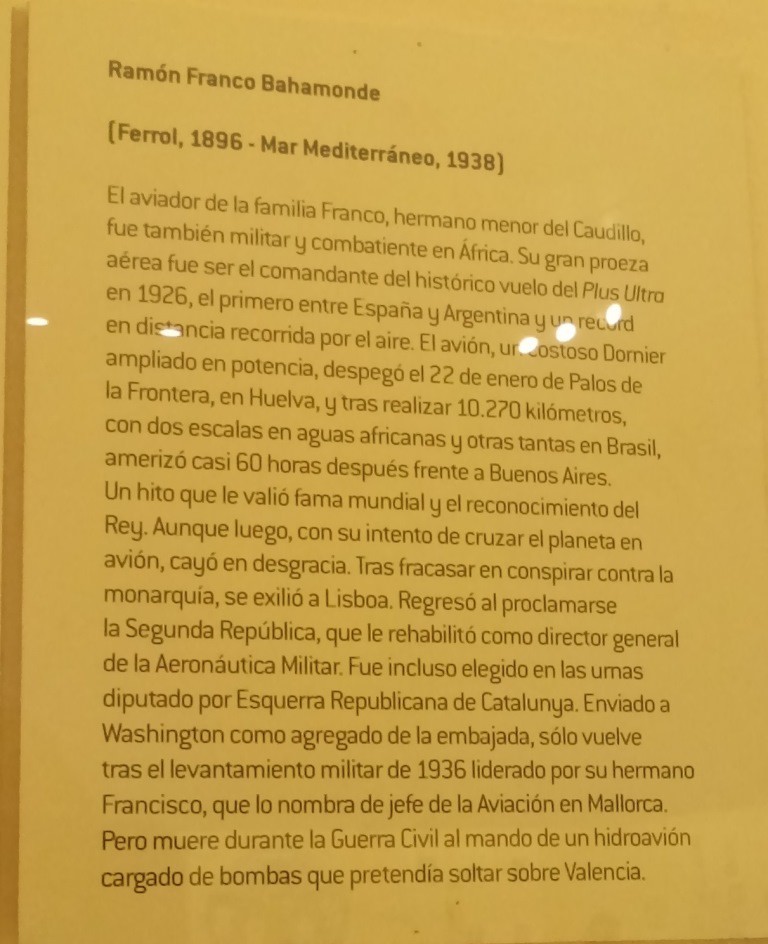 Ramón Franco Bahamonde
(Ferrol, 1896 - Mar Mediterráneo, 1938)
El aviador de la familia Franco, hermano menor del Caudillo,
fue también militar y combatiente en África. Su gran proeza
aérea fue ser el comandante del histórico vuelo del Plus Ultra
en 1926, el primero entre España y Argentina y un record
en distancia recorrida por el aire. El avión, un costoso Dornier
ampliado en potencia, despegó el 22 de enero de Palos de
la Frontera, en Huelva, y tras realizar 10.270 kilómetros,
con dos escalas en aguas africanas y otras tantas en Brasil,
amerizó casi 60 horas después frente a Buenos Aires.
Un hito que le valió fama mundial y el reconocimiento del
Rey. Aunque luego, con su intento de cruzar el planeta en
avión, cayó en desgracia. Tras fracasar en conspirar contra la
monarquía, se exilió a Lisboa. Regresó al proclamarse
la Segunda República, que le rehabilitó como director general
de la Aeronáutica Militar. Fue incluso elegido en las urnas
diputado por Esquerra Republicana de Catalunya. Enviado a
Washington como agregado de la embajada, sólo vuelve
tras el levantamiento militar de 1936 liderado por su hermano
Francisco, que lo nombra de jefe de la Aviación en Mallorca.
Pero muere durante la Guerra Civil al mando de un hidroavión
cargado de bombas que pretendía soltar sobre Valencia.